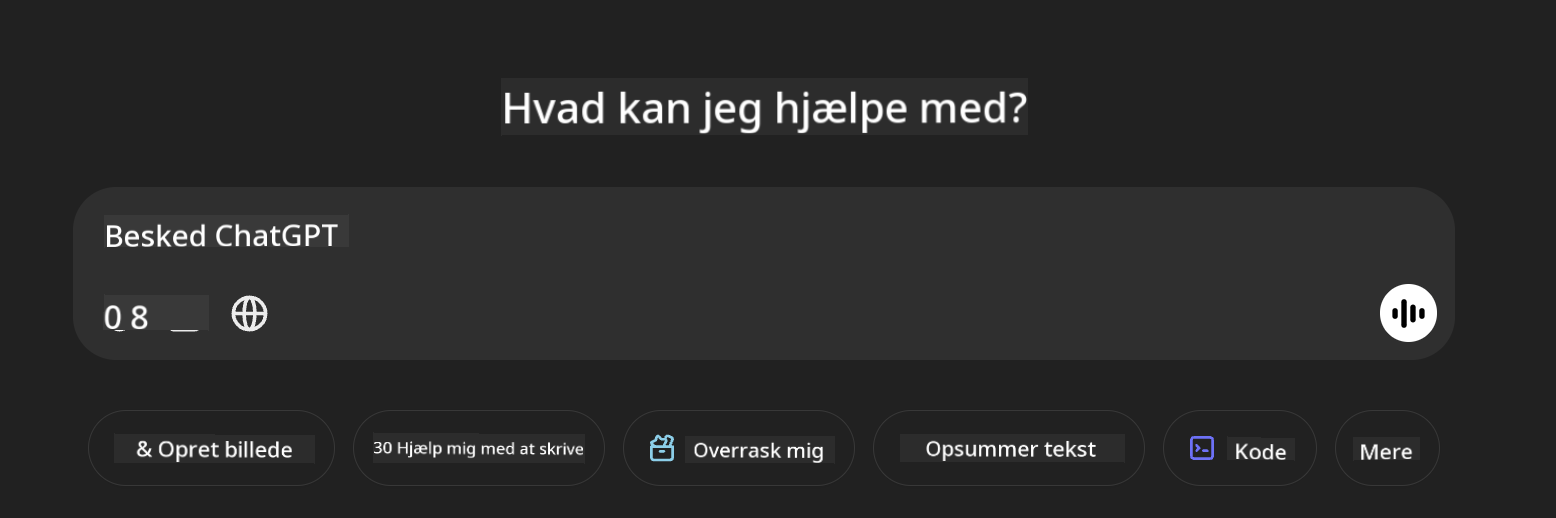 Hvad kan jeg hjælpe med?
Besked ChatGPT
0 8
& Opret billede
30 Hjælp mig med at skrive
Overrask mig
Opsummer tekst
Kode
Mere